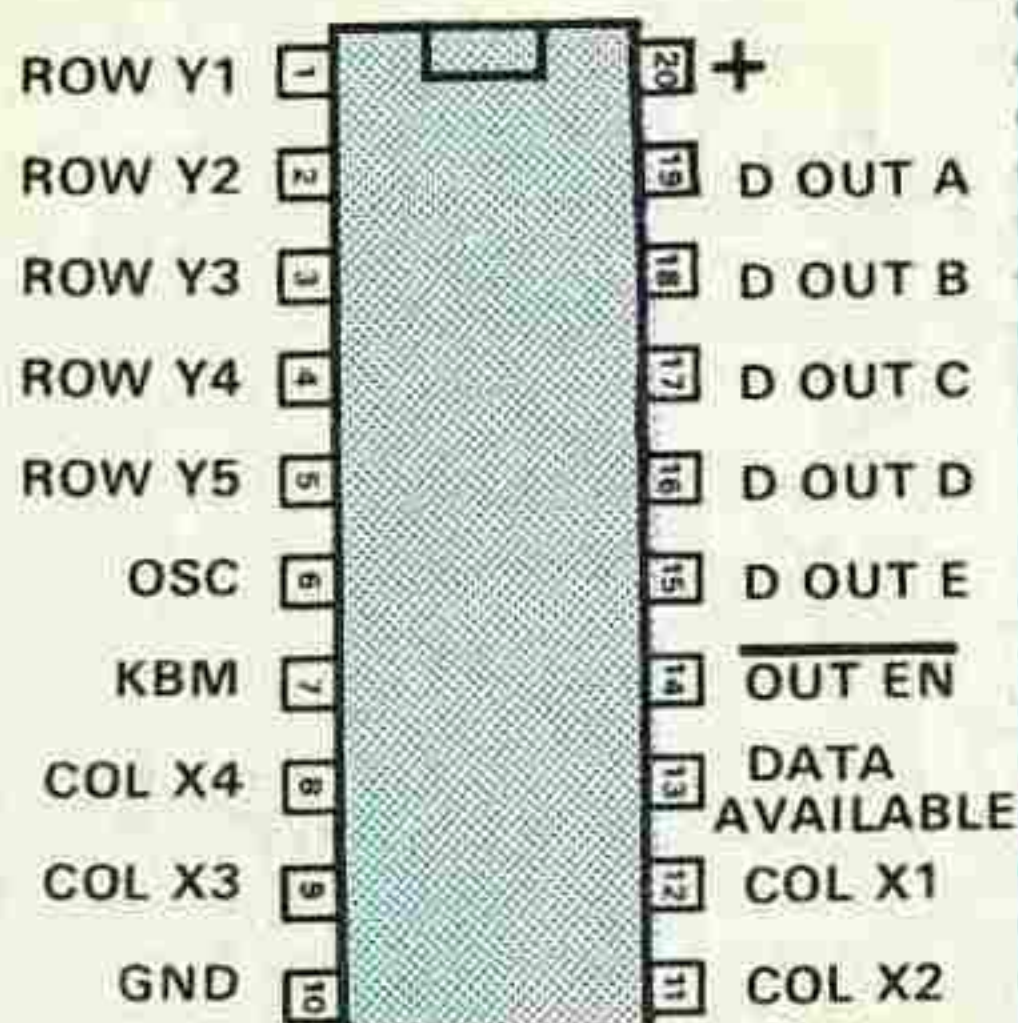 ROW Y1 1 20 +
ROW Y2 2 19 D OUT A
ROW Y3 3 18 D OUT B
ROW Y4 4 17 D OUT C
ROW Y5 5 16 D OUT D
OSC 6 15 D OUT E
KBM 7 14 OUT EN
COL X4 8 13 DATA
AVAILABLE
COL X3 9 12 COL X1
GND 10 11 COL X2